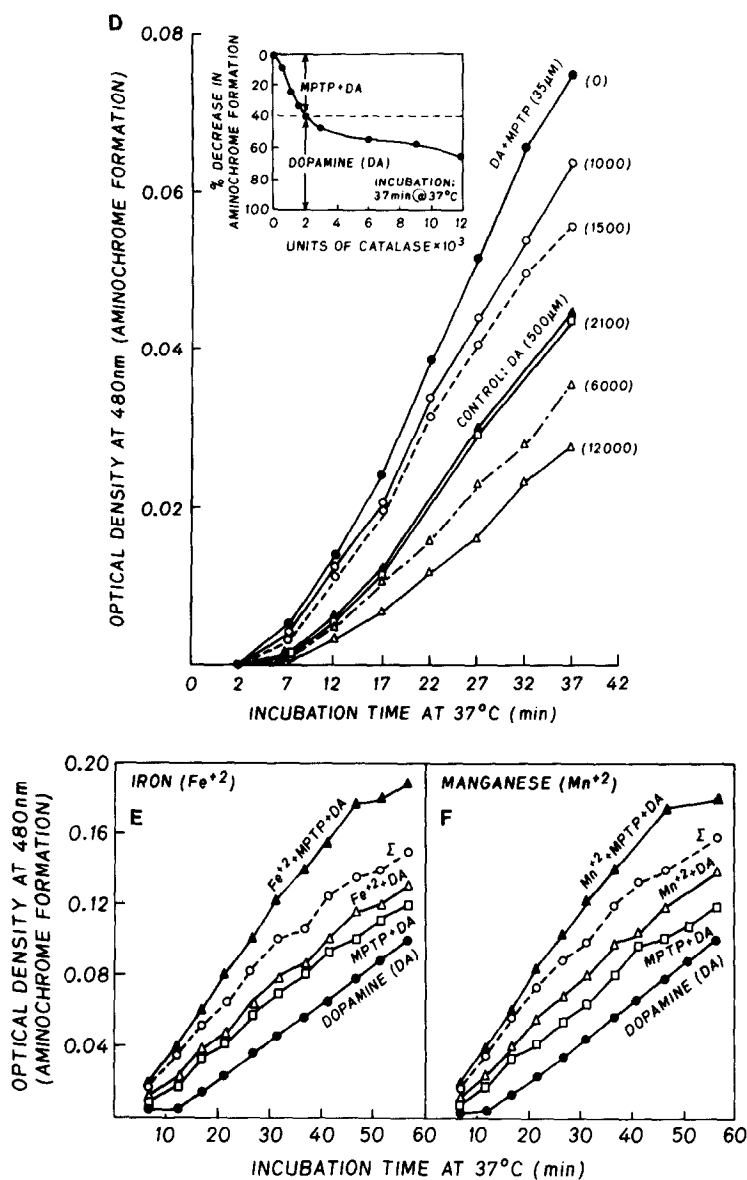 D
OPTICAL DENSITY AT 480nm (AMINOCHROME FORMATION)
0.08
0.06
0.04
0.02
0
% DECREASE IN
AMINOCHROME FORMATION
0
20
40
60
80
100
MPTP+DA
DOPAMINE (DA)
INCUBATION:
37min@37°C
0 2 4 6 8 10 12
UNITS OF CATALASE×10³
DA+MPTP (35µM)
(0)
(1000)
(1500)
CONTROL: DA (500µM)
(2100)
(6000)
(12000)
0 2 7 12 17 22 27 32 37 42
INCUBATION TIME AT 37°C (min)
OPTICAL DENSITY AT 480nm
(AMINOCHROME FORMATION)
0.20
0.16
0.12
0.08
0.04
IRON (Fe⁺²)
E
Fe⁺²+MPTP+DA
Σ
Fe⁺²+DA
MPTP+DA
DOPAMINE (DA)
10 20 30 40 50 60
MANGANESE (Mn⁺²)
F
Mn⁺²+MPTP+DA
Σ
Mn⁺²+DA
MPTP+DA
DOPAMINE (DA)
10 20 30 40 50 60
INCUBATION TIME AT 37°C (min)